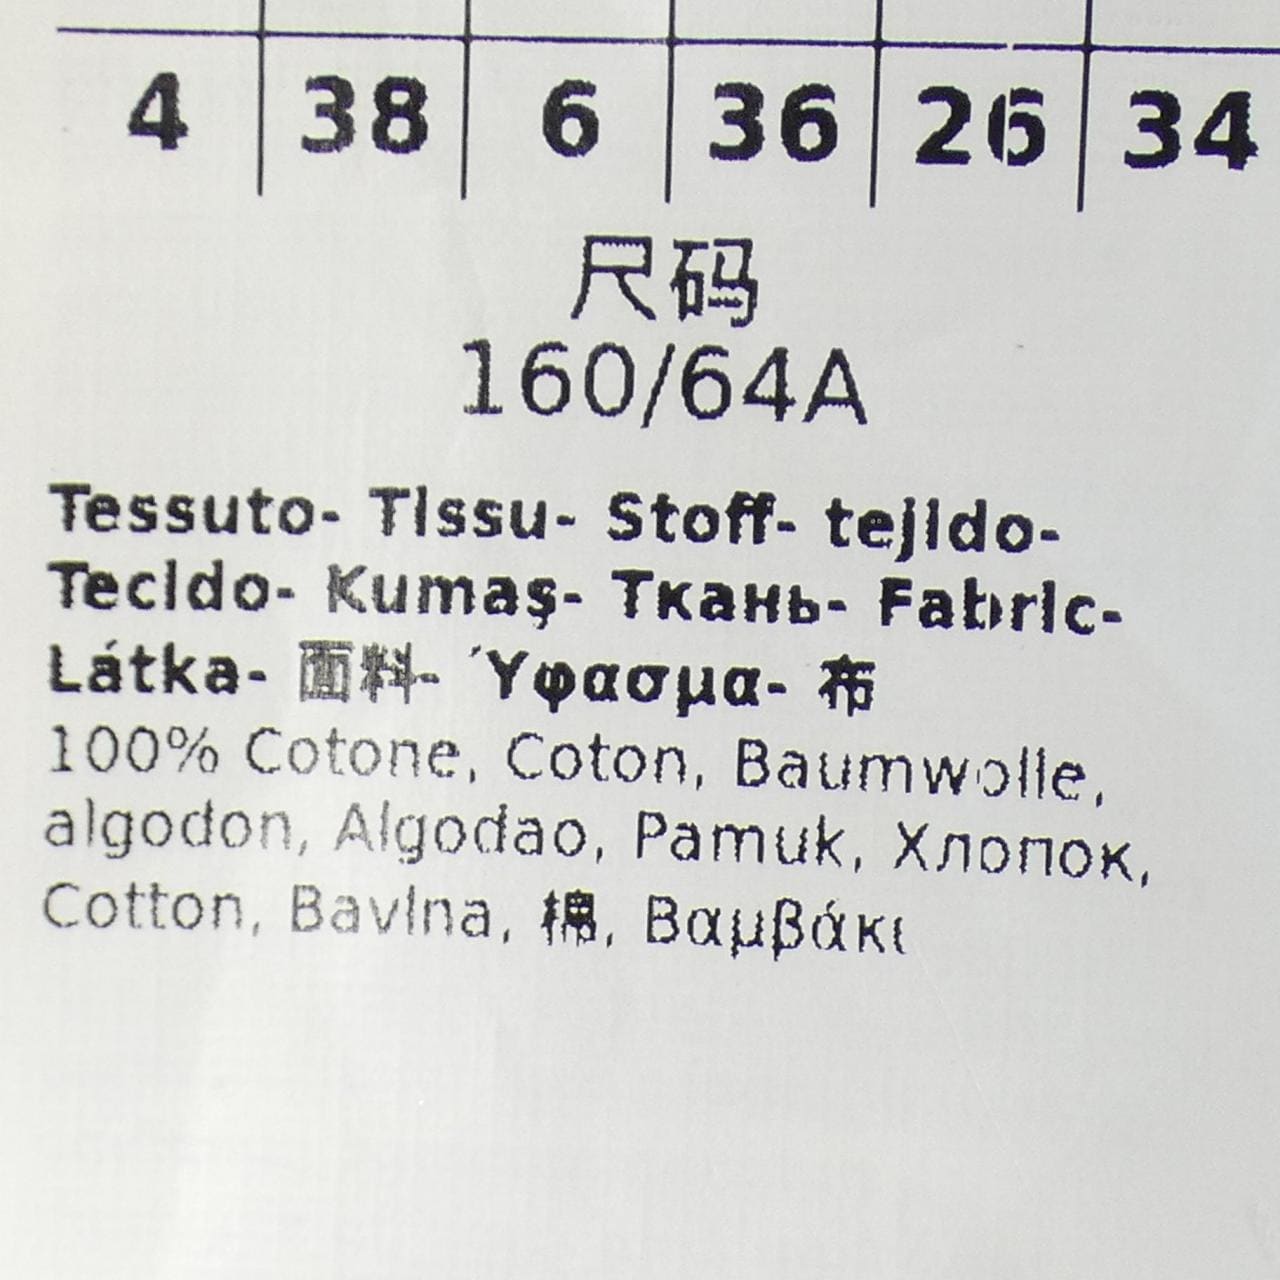 4 38 6 36 26 34
尺码
160/64A
Tessuto- Tissu- Stoff- tejido-
Tecido- Kumaş- Ткань- Fabric-
Látka- 面料- Ύφασμα- 布
100% Cotone, Coton, Baumwolle,
algodon, Algodao, Pamuk, Хлопок,
Cotton, Bavlna, 棉, Βαμβάκι